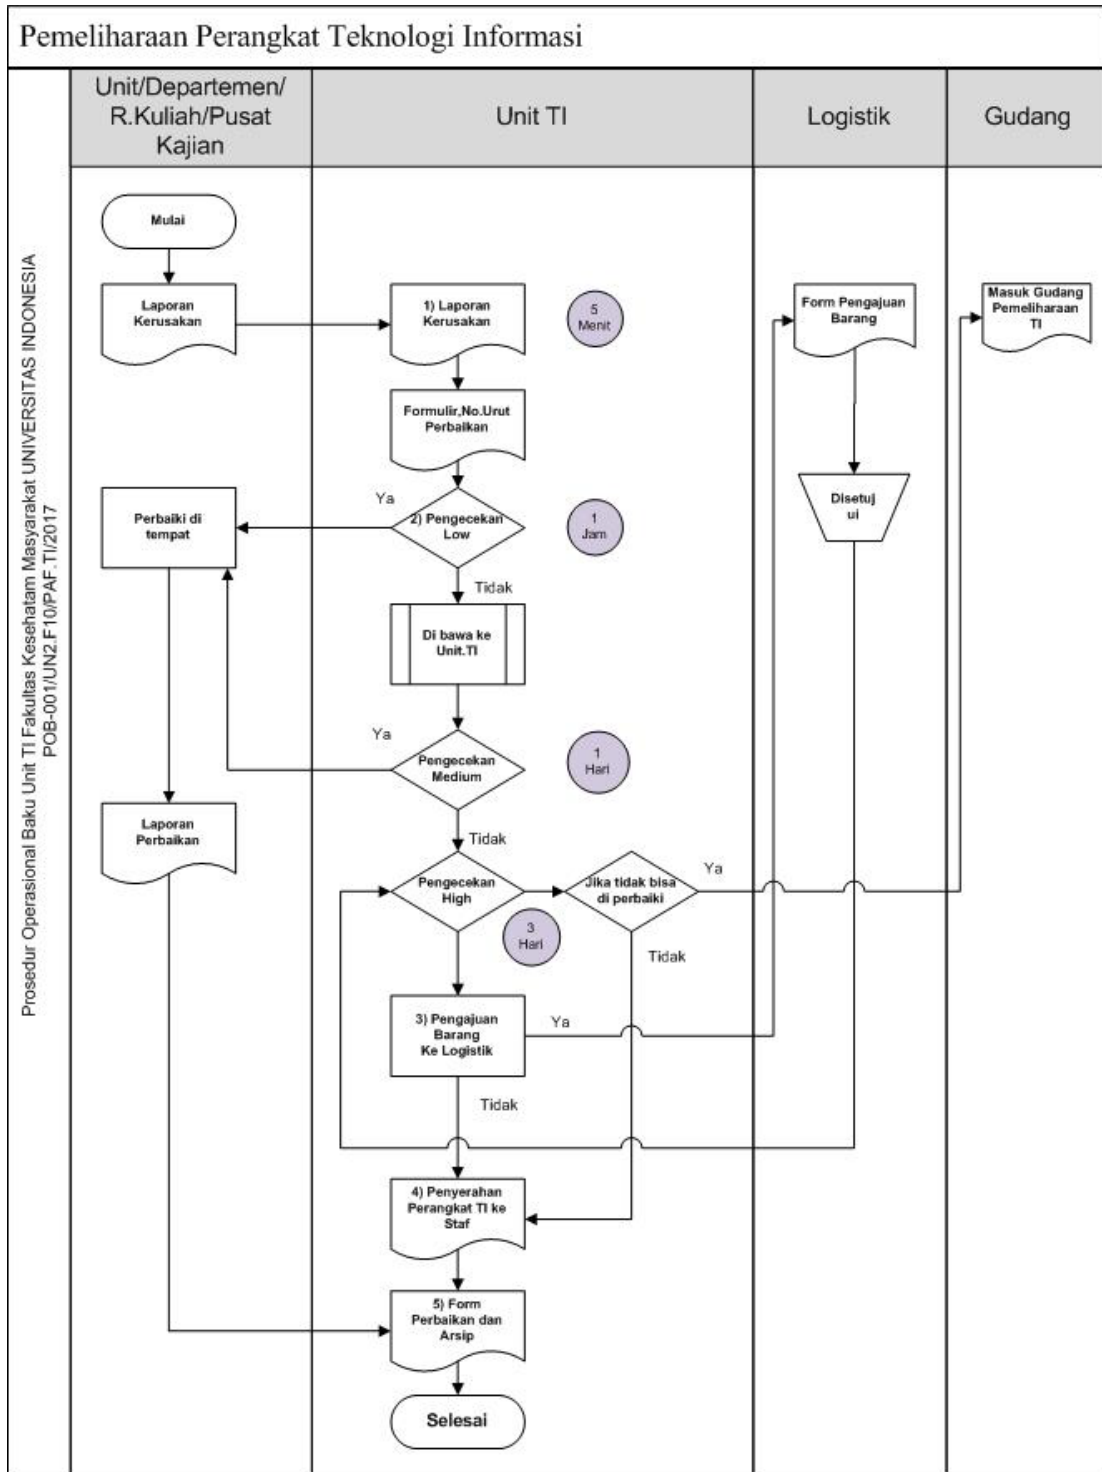 Pemeliharaan Perangkat Teknologi Informasi
Prosedur Operasional Baku Unit TI Fakultas Kesehatam Masyarakat UNIVERSITAS INDONESIA
POB-001/UN2.F10/PAF.TI/2017
Unit/Departemen/
R.Kuliah/Pusat
Kajian
Unit TI
Logistik
Gudang
Mulai
Laporan
Kerusakan
1) Laporan
Kerusakan
5
Menit
Form Pengajuan
Barang
Masuk Gudang
Pemeliharaan
TI
Formulir,No.Urut
Perbaikan
Ya
Perbaiki di
tempat
2) Pengecekan
Low
1
Jam
Disetuj
ui
Tidak
Di bawa ke
Unit.TI
Ya
Pengecekan
Medium
1
Hari
Laporan
Perbaikan
Tidak
Pengecekan
High
Jika tidak bisa
di perbaiki
Ya
3
Hari
Tidak
3) Pengajuan
Barang
Ke Logistik
Ya
Tidak
4) Penyerahan
Perangkat TI ke
Staf
5) Form
Perbaikan dan
Arsip
Selesai